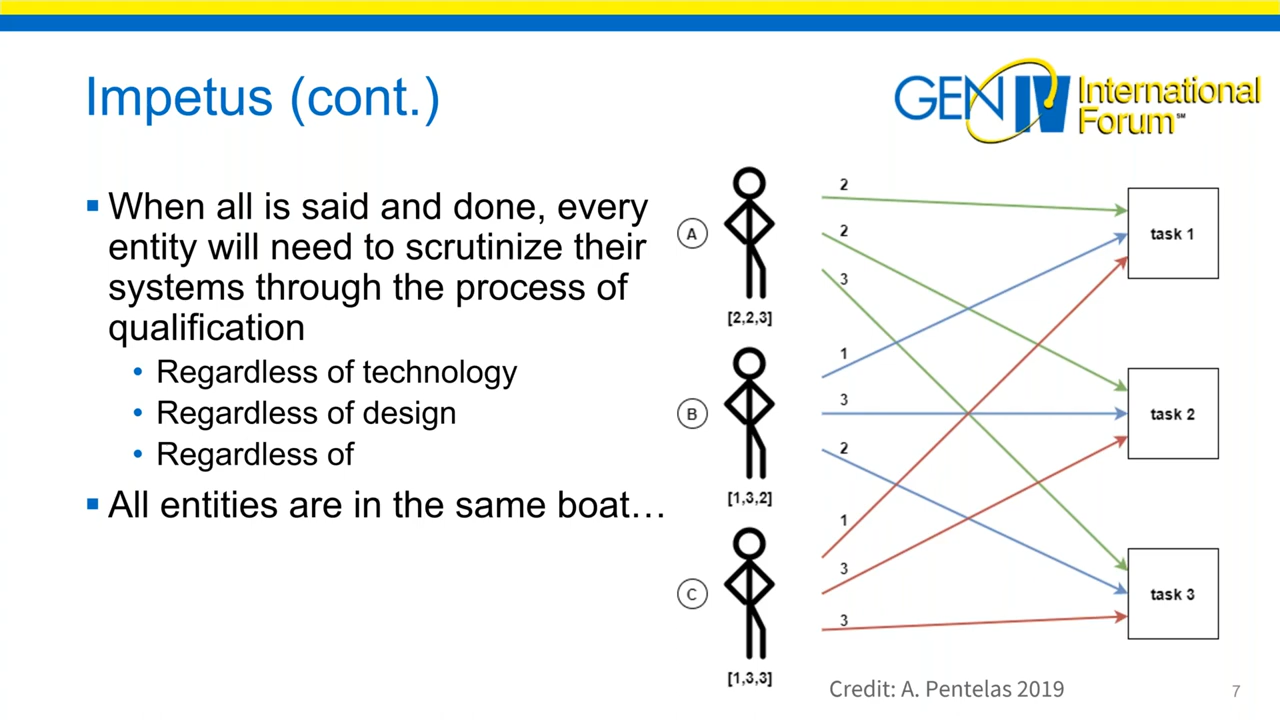 Impetus (cont.)
GEN IV International
Forum℠
When all is said and done, every
entity will need to scrutinize their
systems through the process of
qualification
• Regardless of technology
• Regardless of design
• Regardless of
All entities are in the same boat…
A
[2,2,3]
B
[1,3,2]
C
[1,3,3]
2
2
3
1
3
2
1
3
3
task 1
task 2
task 3
Credit: A. Pentelas 2019
7